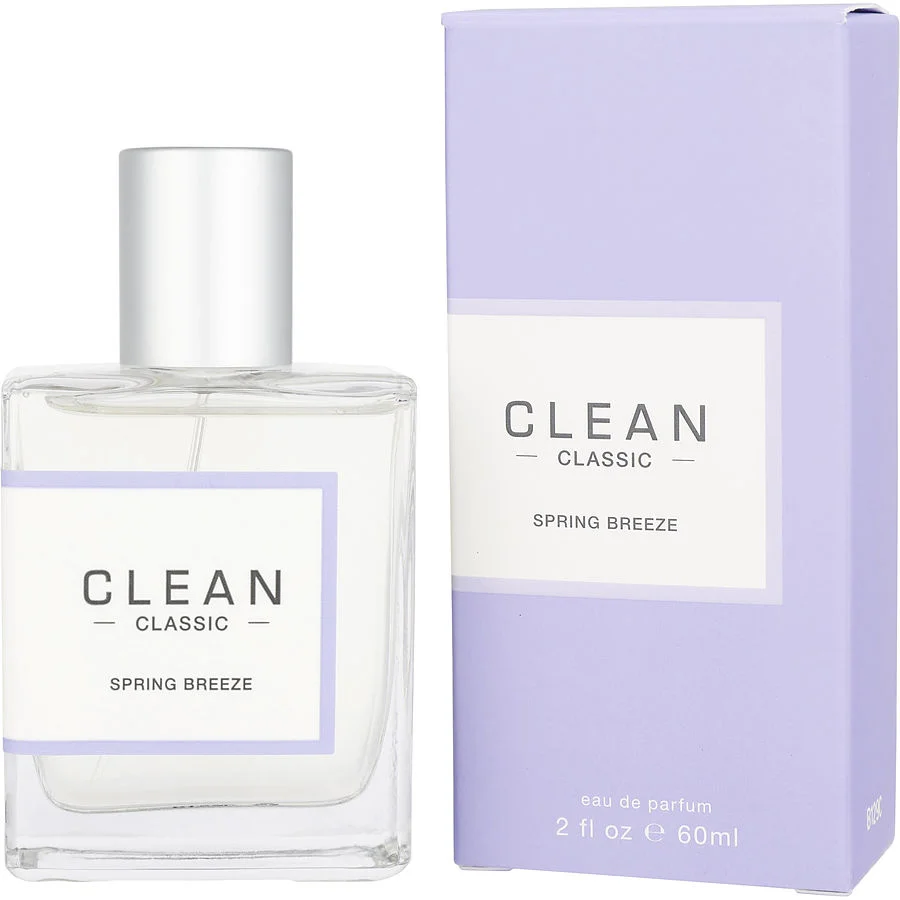 CLEAN
— CLASSIC —
SPRING BREEZE
CLEAN
— CLASSIC —
SPRING BREEZE
eau de parfum
2 fl oz ℮ 60ml